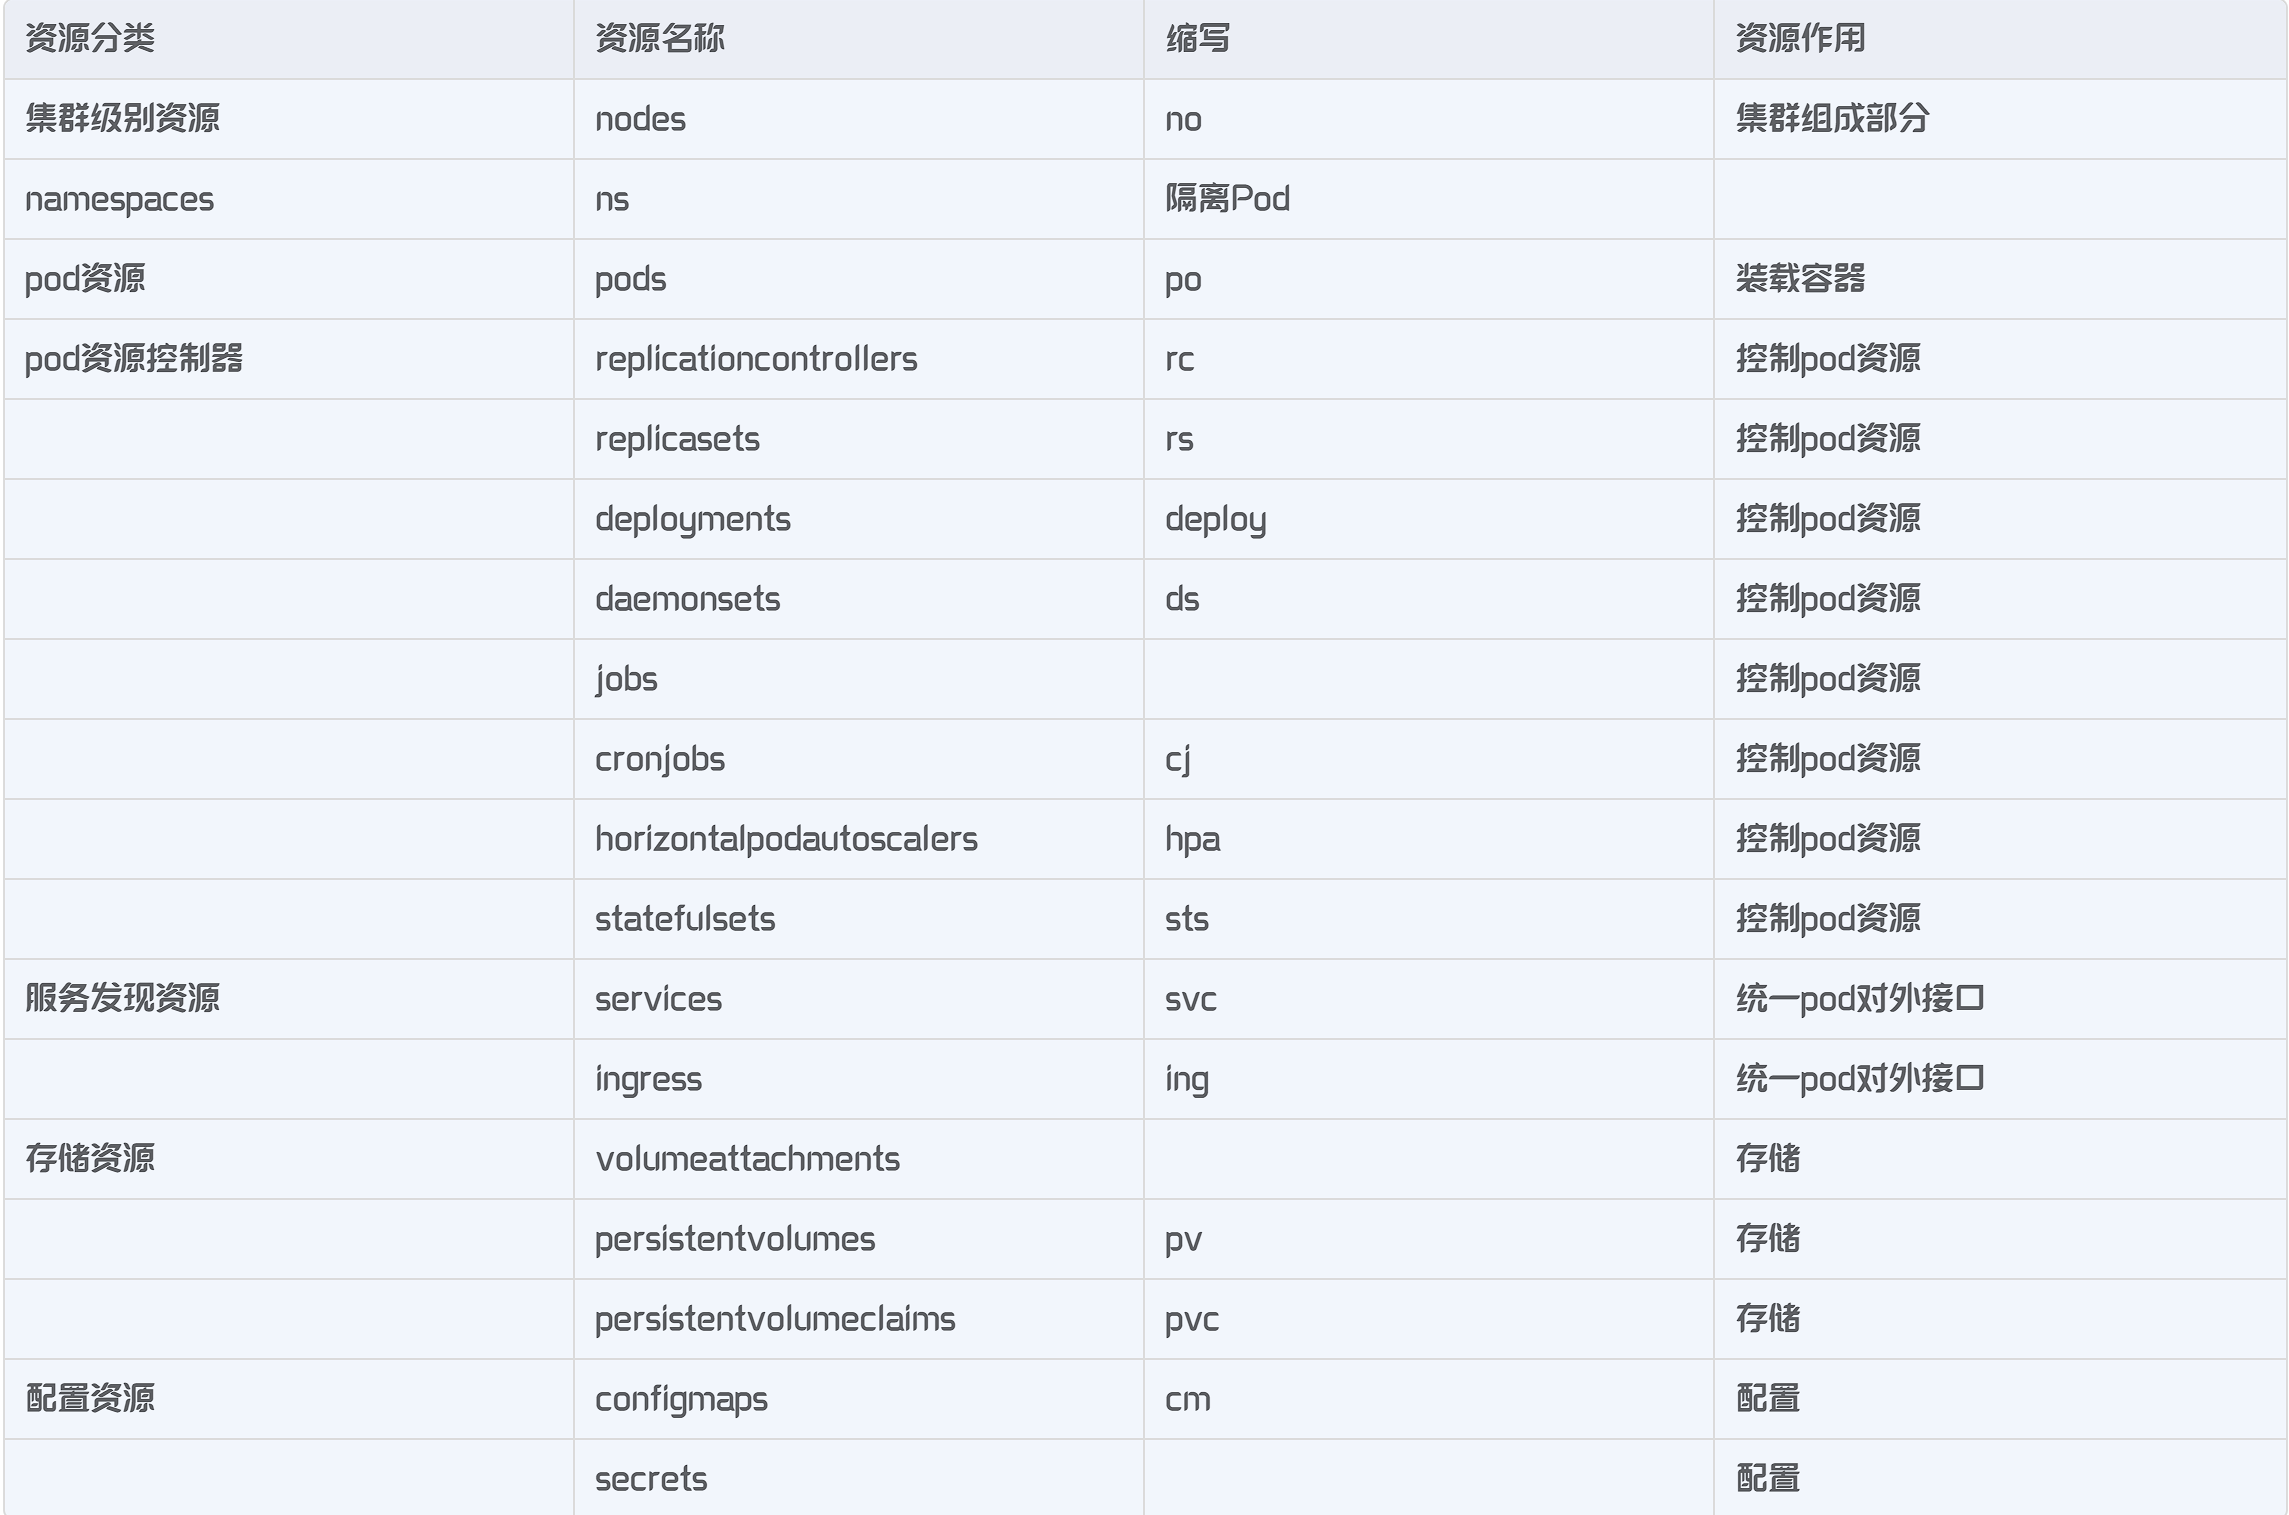 资源分类 资源名称 缩写 资源作用
集群级别资源 nodes no 集群组成部分
namespaces ns 隔离Pod
pod资源 pods po 装载容器
pod资源控制器 replicationcontrollers rc 控制pod资源
replicasets rs 控制pod资源
deployments deploy 控制pod资源
daemonsets ds 控制pod资源
jobs 控制pod资源
cronjobs cj 控制pod资源
horizontalpodautoscalers hpa 控制pod资源
statefulsets sts 控制pod资源
服务发现资源 services svc 统一pod对外接口
ingress ing 统一pod对外接口
存储资源 volumeattachments 存储
persistentvolumes pv 存储
persistentvolumeclaims pvc 存储
配置资源 configmaps cm 配置
secrets 配置